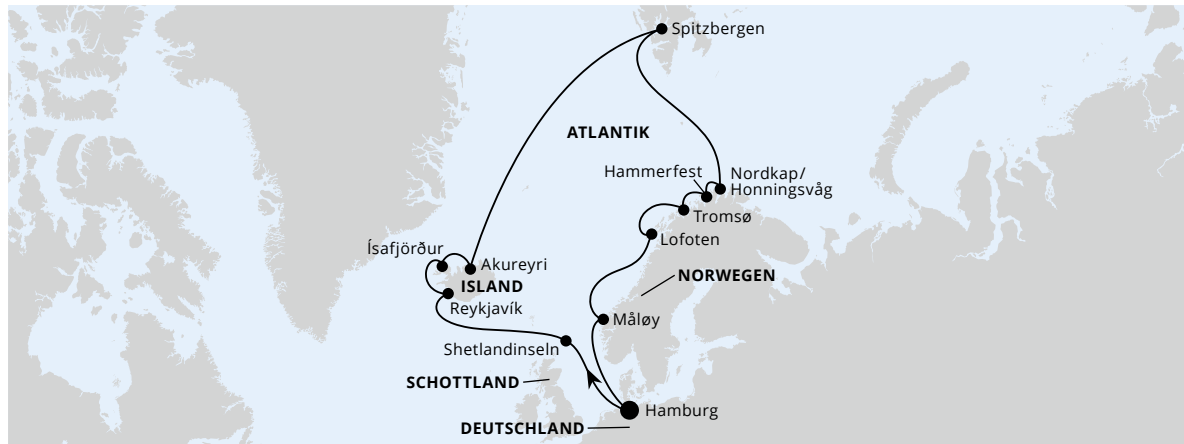 Spitzbergen
ATLANTIK
Hammerfest
Nordkap/
Honningsvåg
Tromsø
Lofoten
Ísafjörður
Akureyri
ISLAND
NORWEGEN
Reykjavík
Måløy
Shetlandinseln
SCHOTTLAND
Hamburg
DEUTSCHLAND